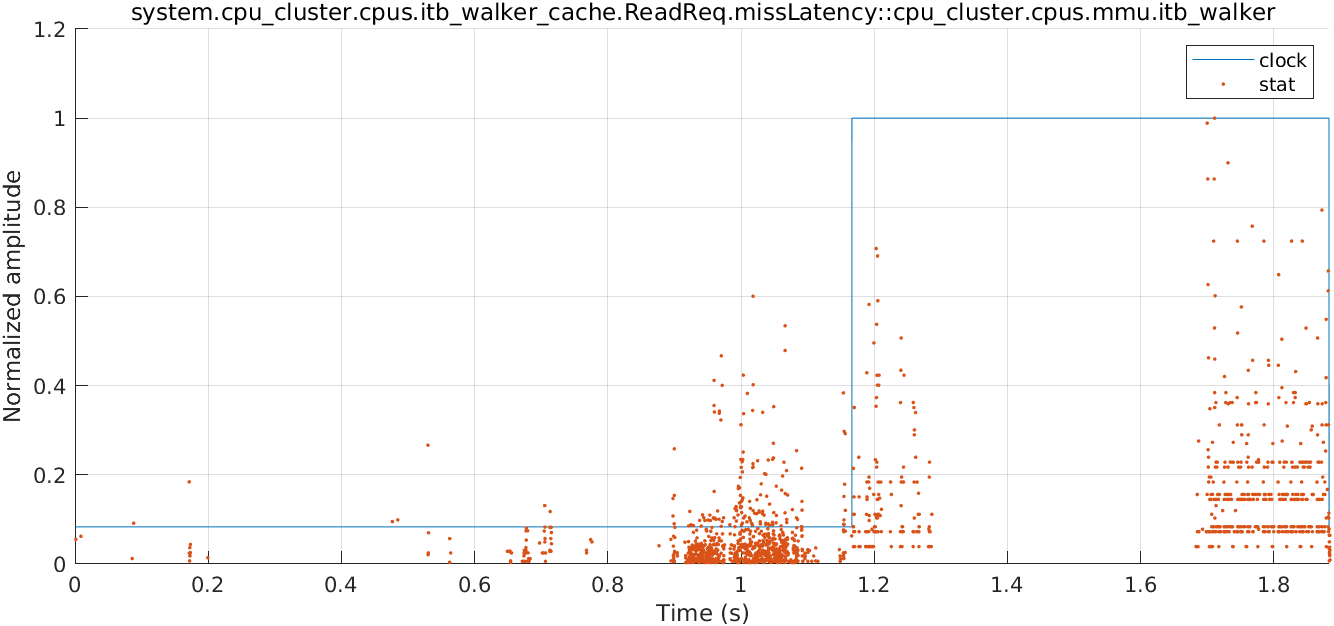 system.cpu_cluster.cpus.itb_walker_cache.ReadReq.missLatency::cpu_cluster.cpus.mmu.itb_walker
1.2
clock
stat
1
0.8
0.6
0.4
0.2
0
Normalized amplitude
0 0.2 0.4 0.6 0.8 1 1.2 1.4 1.6 1.8
Time (s)